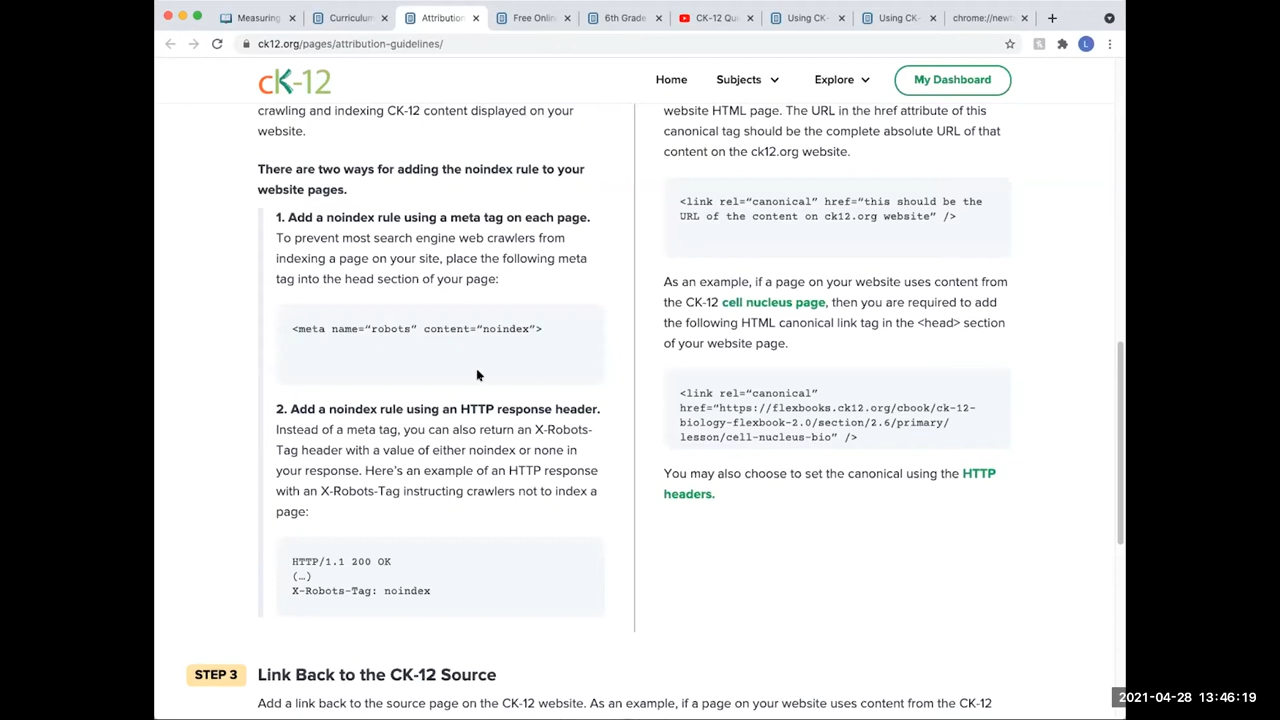 Measuring
Curriculum
Attribution
Free Onlin
6th Grade
CK-12 Qu
Using CK-
Using CK-
chrome://newt
ck12.org/pages/attribution-guidelines/
L
cK-12
Home
Subjects
Explore
My Dashboard
crawling and indexing CK-12 content displayed on your
website.
There are two ways for adding the noindex rule to your
website pages.
1. Add a noindex rule using a meta tag on each page.
To prevent most search engine web crawlers from
indexing a page on your site, place the following meta
tag into the head section of your page:
<meta name=“robots” content=“noindex”>
2. Add a noindex rule using an HTTP response header.
Instead of a meta tag, you can also return an X-Robots-
Tag header with a value of either noindex or none in
your response. Here’s an example of an HTTP response
with an X-Robots-Tag instructing crawlers not to index a
page:
HTTP/1.1 200 OK
(…)
X-Robots-Tag: noindex
website HTML page. The URL in the href attribute of this
canonical tag should be the complete absolute URL of that
content on the ck12.org website.
<link rel=“canonical” href=“this should be the
URL of the content on ck12.org website” />
As an example, if a page on your website uses content from
the CK-12 cell nucleus page, then you are required to add
the following HTML canonical link tag in the <head> section
of your website page.
<link rel=“canonical”
href=“https://flexbooks.ck12.org/cbook/ck-12-
biology-flexbook-2.0/section/2.6/primary/
lesson/cell-nucleus-bio” />
You may also choose to set the canonical using the HTTP
headers.
STEP 3
Link Back to the CK-12 Source
Add a link back to the source page on the CK-12 website. As an example, if a page on your website uses content from the CK-12
2021-04-28 13:46:19